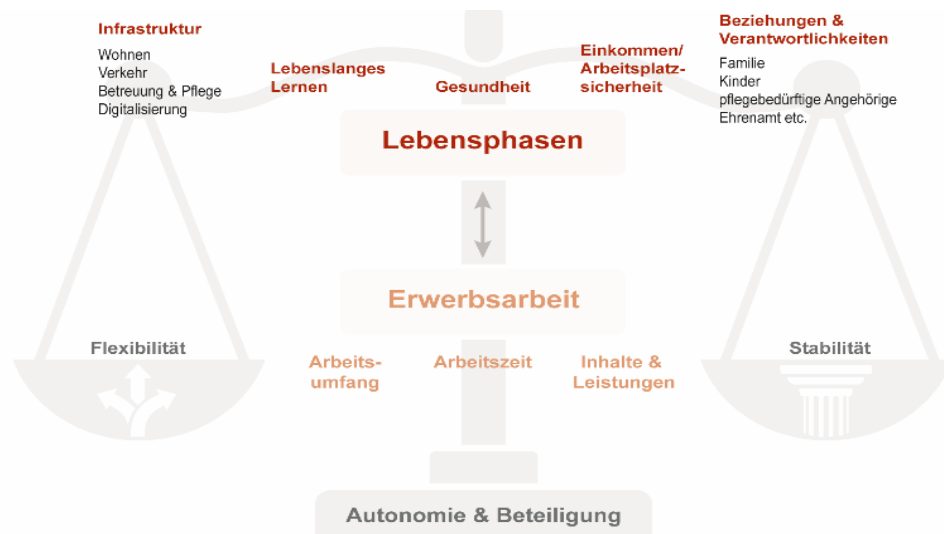 Infrastruktur
Wohnen
Verkehr
Betreuung & Pflege
Digitalisierung
Lebenslanges
Lernen
Gesundheit
Einkommen/
Arbeitsplatz-
sicherheit
Beziehungen &
Verantwortlichkeiten
Familie
Kinder
pflegebedürftige Angehörige
Ehrenamt etc.
Lebensphasen
Erwerbsarbeit
Flexibilität
Arbeits-
umfang
Arbeitszeit
Inhalte &
Leistungen
Stabilität
Autonomie & Beteiligung